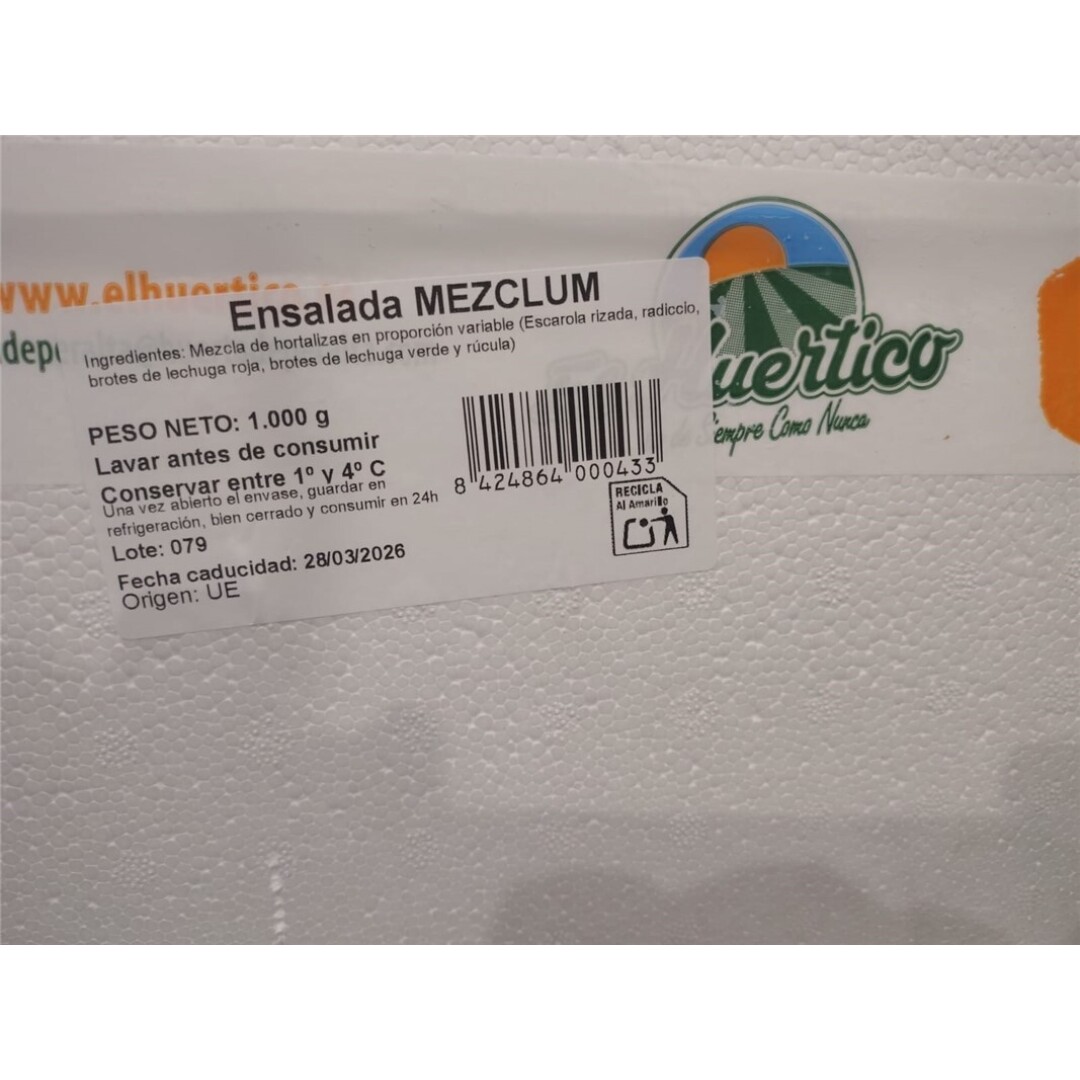 Ensalada MEZCLUM
Ingredientes: Mezcla de hortalizas en proporción variable (Escarola rizada, radiccio,
brotes de lechuga roja, brotes de lechuga verde y rúcula)
PESO NETO: 1.000 g
Lavar antes de consumir
Conservar entre 1º y 4º C
Una vez abierto el envase, guardar en
refrigeración, bien cerrado y consumir en 24h
Lote: 079
Fecha caducidad: 28/03/2026
Origen: UE
8 424864 000433
RECICLA
Al Amarillo
www.elhuertico
Huertico
Siempre Como Nunca